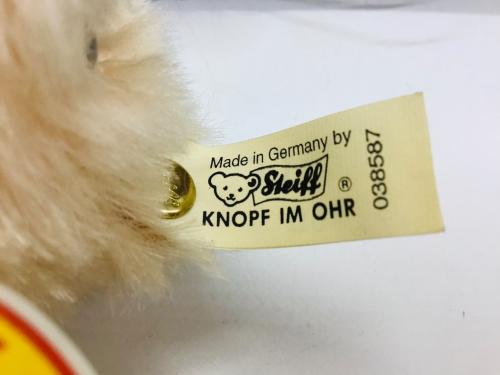 Made in Germany by
Steiff ®
KNOPF IM OHR
038587